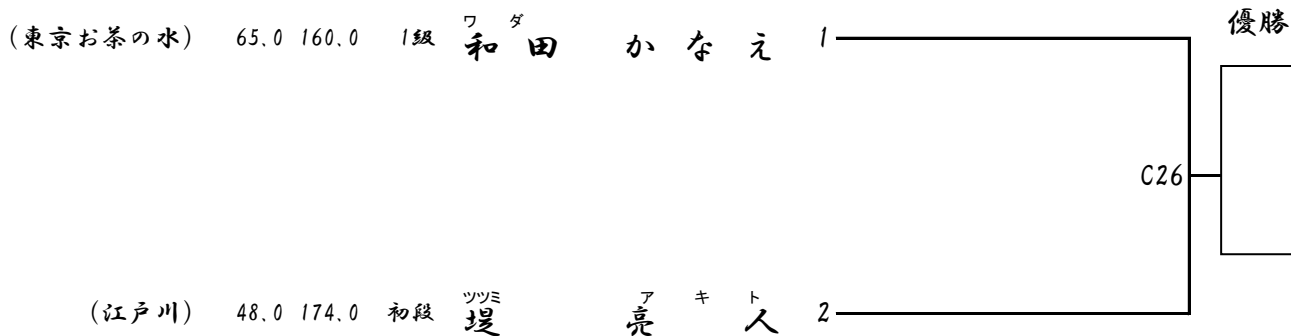 優勝
ワ ダ
(東京お茶の水) 65.0 160.0 1級 和 田 か な え 1
C26
ツツミ ア キ ト
(江戸川) 48.0 174.0 初段 堤 亮 人 2